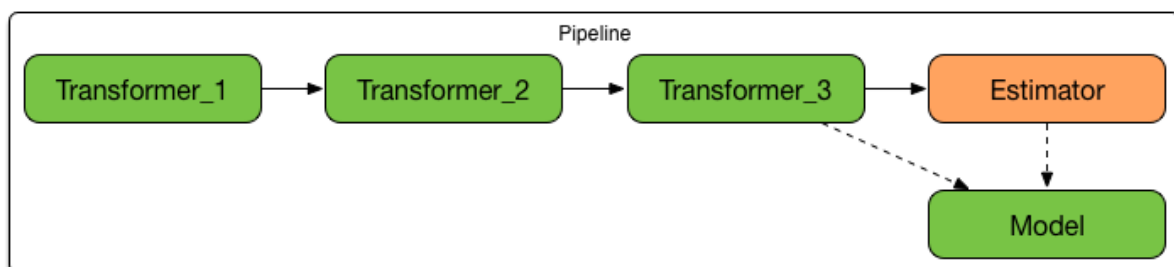 Pipeline
Transformer_1
Transformer_2
Transformer_3
Estimator
Model